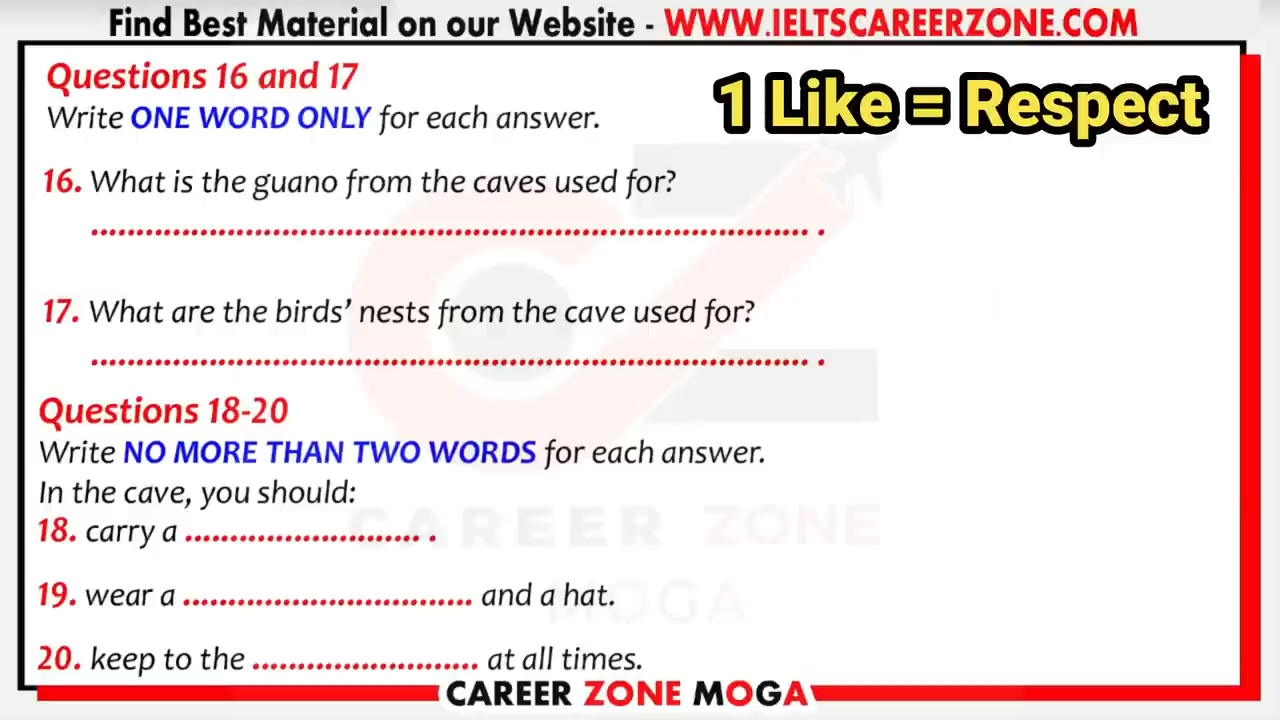 Find Best Material on our Website - WWW.IELTSCAREERZONE.COM
Questions 16 and 17
1 Like = Respect
Write ONE WORD ONLY for each answer.
16. What is the guano from the caves used for?
................................................................................ .
17. What are the birds’ nests from the cave used for?
................................................................................ .
Questions 18-20
Write NO MORE THAN TWO WORDS for each answer.
In the cave, you should:
18. carry a .......................... .
CAREER ZONE
19. wear a ................................ and a hat.
MOGA
20. keep to the ......................... at all times.
CAREER ZONE MOGA